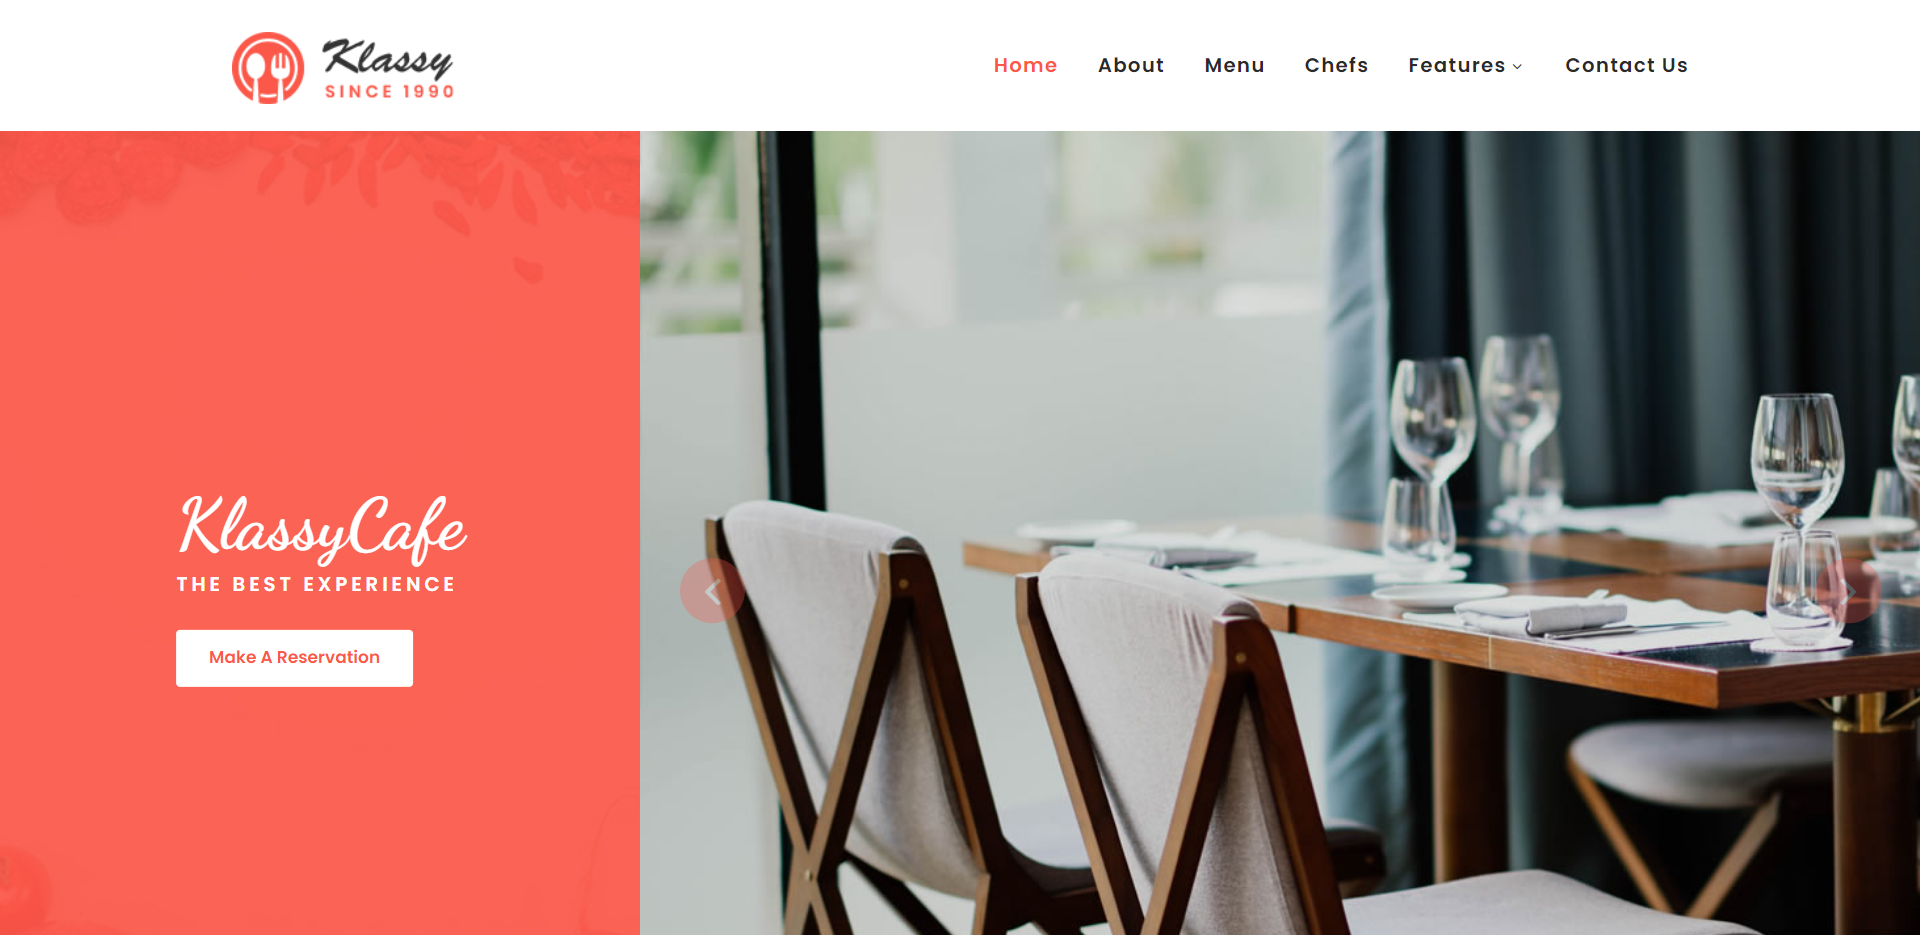 Klassy
SINCE 1990
Home About Menu Chefs Features Contact Us
KlassyCafe
THE BEST EXPERIENCE
Make A Reservation